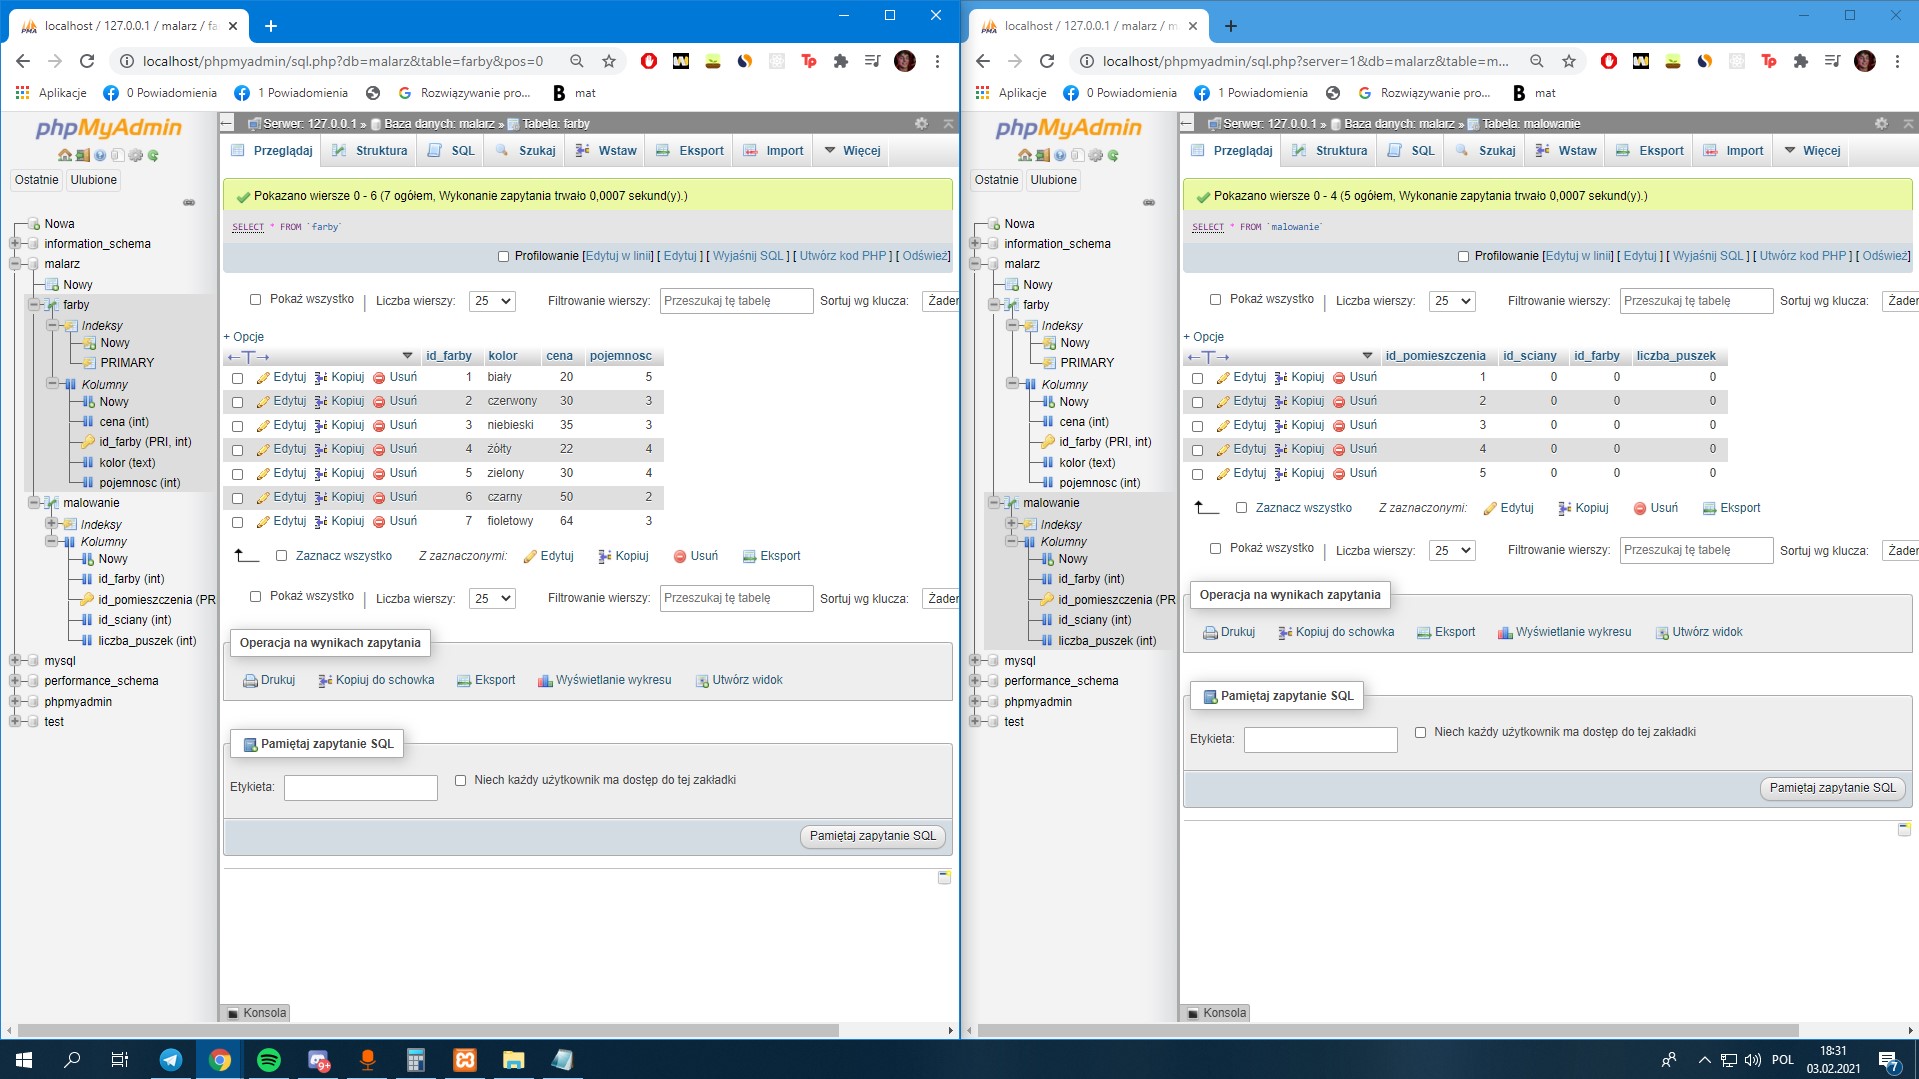 localhost / 127.0.0.1 / malarz / fa
localhost/phpmyadmin/sql.php?db=malarz&table=farby&pos=0
Aplikacje 0 Powiadomienia 1 Powiadomienia Rozwiązywanie pro... mat
phpMyAdmin
Ostatnie Ulubione
Nowa
information_schema
malarz
Nowy
farby
Indeksy
Nowy
PRIMARY
Kolumny
Nowy
cena (int)
id_farby (PRI, int)
kolor (text)
pojemnosc (int)
malowanie
Indeksy
Kolumny
Nowy
id_farby (int)
id_pomieszczenia (PR
id_sciany (int)
liczba_puszek (int)
mysql
performance_schema
phpmyadmin
test
Serwer: 127.0.0.1 » Baza danych: malarz » Tabela: farby
Przeglądaj Struktura SQL Szukaj Wstaw Eksport Import Więcej
Pokazano wiersze 0 - 6 (7 ogółem, Wykonanie zapytania trwało 0,0007 sekund(y).)
SELECT * FROM `farby`
Profilowanie [Edytuj w linii] [ Edytuj ] [ Wyjaśnij SQL ] [ Utwórz kod PHP ] [ Odśwież]
Pokaż wszystko | Liczba wierszy: 25 Filtrowanie wierszy: Przeszukaj tę tabelę Sortuj wg klucza: Żaden
+ Opcje
←T→ id_farby kolor cena pojemnosc
Edytuj Kopiuj Usuń 1 biały 20 5
Edytuj Kopiuj Usuń 2 czerwony 30 3
Edytuj Kopiuj Usuń 3 niebieski 35 3
Edytuj Kopiuj Usuń 4 żółty 22 4
Edytuj Kopiuj Usuń 5 zielony 30 4
Edytuj Kopiuj Usuń 6 czarny 50 2
Edytuj Kopiuj Usuń 7 fioletowy 64 3
Zaznacz wszystko Z zaznaczonymi: Edytuj Kopiuj Usuń Eksport
Pokaż wszystko | Liczba wierszy: 25 Filtrowanie wierszy: Przeszukaj tę tabelę Sortuj wg klucza: Żaden
Operacja na wynikach zapytania
Drukuj Kopiuj do schowka Eksport Wyświetlanie wykresu Utwórz widok
Pamiętaj zapytanie SQL
Etykieta: Niech każdy użytkownik ma dostęp do tej zakładki
Pamiętaj zapytanie SQL
Konsola
localhost / 127.0.0.1 / malarz / m
localhost/phpmyadmin/sql.php?server=1&db=malarz&table=m...
Aplikacje 0 Powiadomienia 1 Powiadomienia Rozwiązywanie pro... mat
phpMyAdmin
Ostatnie Ulubione
Nowa
information_schema
malarz
Nowy
farby
Indeksy
Nowy
PRIMARY
Kolumny
Nowy
cena (int)
id_farby (PRI, int)
kolor (text)
pojemnosc (int)
malowanie
Indeksy
Kolumny
Nowy
id_farby (int)
id_pomieszczenia (PR
id_sciany (int)
liczba_puszek (int)
mysql
performance_schema
phpmyadmin
test
Serwer: 127.0.0.1 » Baza danych: malarz » Tabela: malowanie
Przeglądaj Struktura SQL Szukaj Wstaw Eksport Import Więcej
Pokazano wiersze 0 - 4 (5 ogółem, Wykonanie zapytania trwało 0,0007 sekund(y).)
SELECT * FROM `malowanie`
Profilowanie [Edytuj w linii] [ Edytuj ] [ Wyjaśnij SQL ] [ Utwórz kod PHP ] [ Odśwież]
Pokaż wszystko | Liczba wierszy: 25 Filtrowanie wierszy: Przeszukaj tę tabelę Sortuj wg klucza: Żaden
+ Opcje
←T→ id_pomieszczenia id_sciany id_farby liczba_puszek
Edytuj Kopiuj Usuń 1 0 0 0
Edytuj Kopiuj Usuń 2 0 0 0
Edytuj Kopiuj Usuń 3 0 0 0
Edytuj Kopiuj Usuń 4 0 0 0
Edytuj Kopiuj Usuń 5 0 0 0
Zaznacz wszystko Z zaznaczonymi: Edytuj Kopiuj Usuń Eksport
Pokaż wszystko | Liczba wierszy: 25 Filtrowanie wierszy: Przeszukaj tę tabelę Sortuj wg klucza: Żaden
Operacja na wynikach zapytania
Drukuj Kopiuj do schowka Eksport Wyświetlanie wykresu Utwórz widok
Pamiętaj zapytanie SQL
Etykieta: Niech każdy użytkownik ma dostęp do tej zakładki
Pamiętaj zapytanie SQL
Konsola
9+
POL
18:31
03.02.2021
7